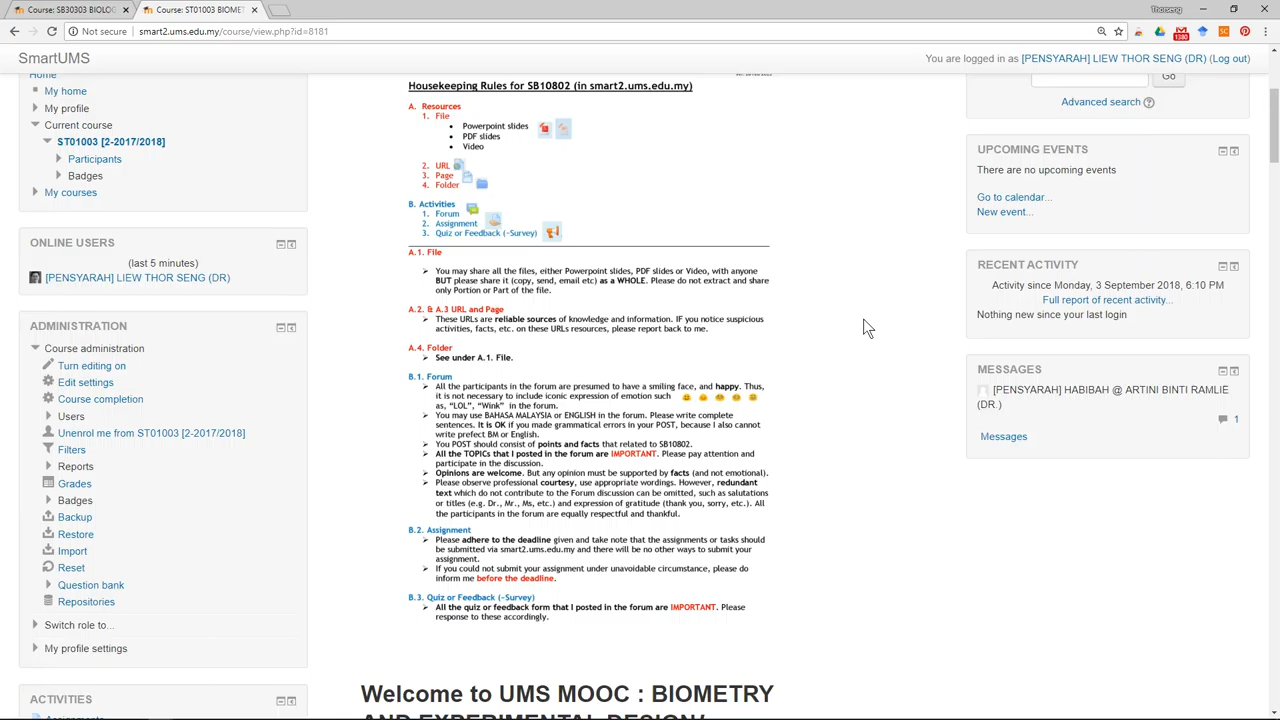 Course: SB30303 BIOLOG
Course: ST01003 BIOMET
Thorseng
Not secure
smart2.ums.edu.my/course/view.php?id=8181
1380
SmartUMS
You are logged in as [PENSYARAH] LIEW THOR SENG (DR) (Log out)
Home
My home
My profile
Current course
ST01003 [2-2017/2018]
Participants
Badges
My courses
ONLINE USERS
(last 5 minutes)
[PENSYARAH] LIEW THOR SENG (DR)
ADMINISTRATION
Course administration
Turn editing on
Edit settings
Course completion
Users
Unenrol me from ST01003 [2-2017/2018]
Filters
Reports
Grades
Badges
Backup
Restore
Import
Reset
Question bank
Repositories
Switch role to...
My profile settings
ACTIVITIES
Assignments
Housekeeping Rules for SB10802 (in smart2.ums.edu.my)
A. Resources
1. File
• Powerpoint slides
• PDF slides
• Video
2. URL
3. Page
4. Folder
B. Activities
1. Forum
2. Assignment
3. Quiz or Feedback (~Survey)
A.1. File
➢ You may share all the files, either Powerpoint slides, PDF slides or Video, with anyone
BUT please share it (copy, send, email etc) as a WHOLE. Please do not extract and share
only Portion or Part of the file.
A.2. & A.3 URL and Page
➢ These URLs are reliable sources of knowledge and information. IF you notice suspicious
activities, facts, etc. on these URLs resources, please report back to me.
A.4. Folder
➢ See under A.1. File.
B.1. Forum
➢ All the participants in the forum are presumed to have a smiling face, and happy. Thus,
it is not necessary to include iconic expression of emotion such
as, "LOL", "Wink" in the forum.
➢ You may use BAHASA MALAYSIA or ENGLISH in the forum. Please write complete
sentences. It is OK if you made grammatical errors in your POST, because I also cannot
write prefect BM or English.
➢ You POST should consist of points and facts that related to SB10802.
➢ All the TOPICs that I posted in the forum are IMPORTANT. Please pay attention and
participate in the discussion.
➢ Opinions are welcome. But any opinion must be supported by facts (and not emotional).
➢ Please observe professional courtesy, use appropriate wordings. However, redundant
text which do not contribute to the Forum discussion can be omitted, such as salutations
or titles (e.g. Dr., Mr., Ms, etc.) and expression of gratitude (thank you, sorry, etc.). All
the participants in the forum are equally respectful and thankful.
B.2. Assignment
➢ Please adhere to the deadline given and take note that the assignments or tasks should
be submitted via smart2.ums.edu.my and there will be no other ways to submit your
assignment.
➢ If you could not submit your assignment under unavoidable circumstance, please do
inform me before the deadline.
B.3. Quiz or Feedback (~Survey)
➢ All the quiz or feedback form that I posted in the forum are IMPORTANT. Please
response to these accordingly.
Welcome to UMS MOOC : BIOMETRY
AND EXPERIMENTAL DESIGN!
Go
Advanced search
UPCOMING EVENTS
There are no upcoming events
Go to calendar...
New event...
RECENT ACTIVITY
Activity since Monday, 3 September 2018, 6:10 PM
Full report of recent activity...
Nothing new since your last login
MESSAGES
[PENSYARAH] HABIBAH @ ARTINI BINTI RAMLIE
(DR.)
1
Messages